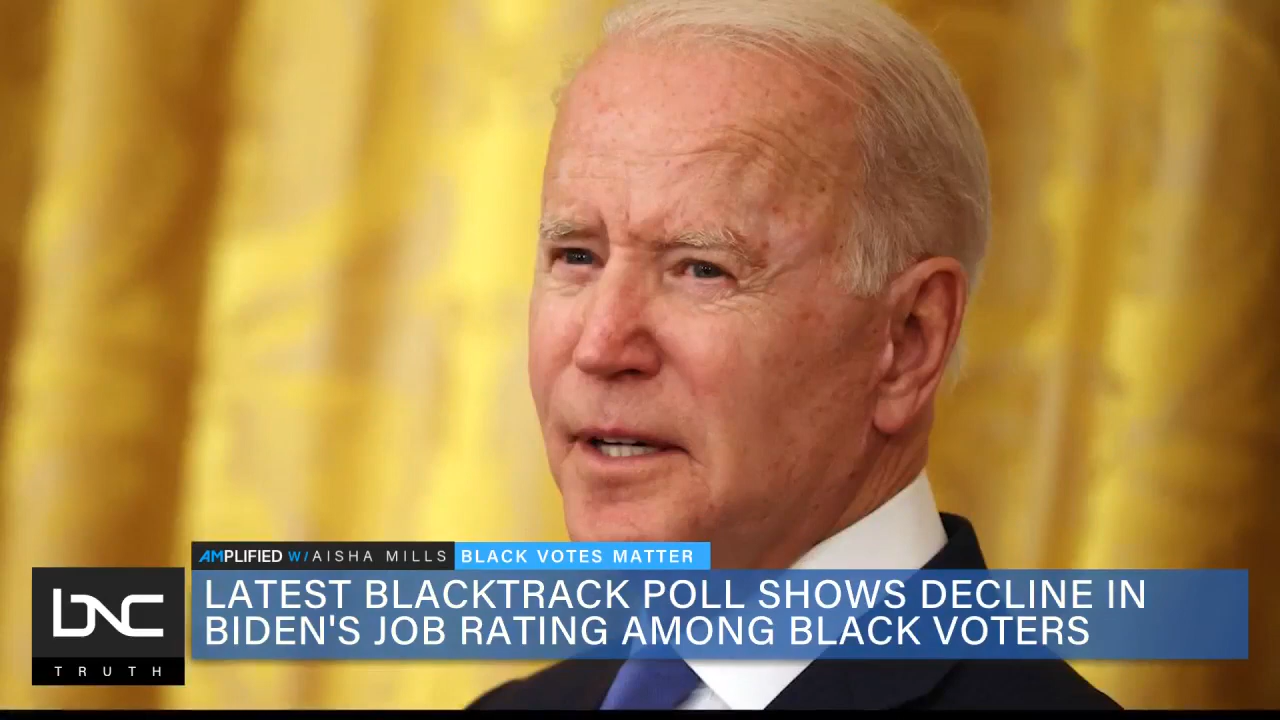 AMPLIFIED W/AISHA MILLS BLACK VOTES MATTER
LATEST BLACKTRACK POLL SHOWS DECLINE IN
BIDEN'S JOB RATING AMONG BLACK VOTERS
BNC
TRUTH